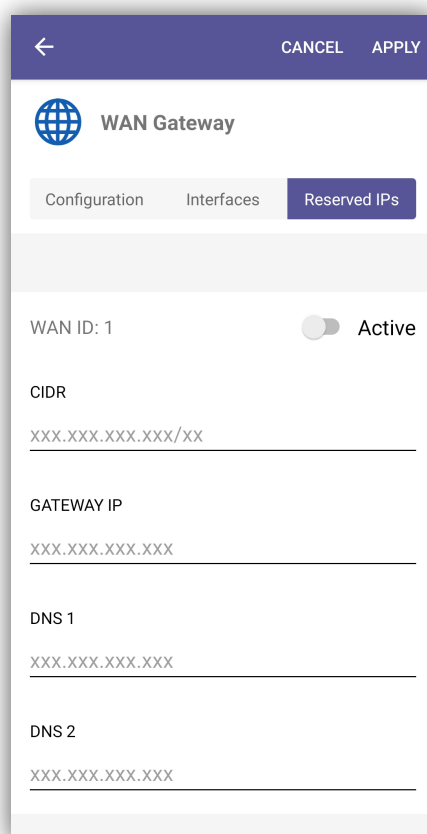 CANCEL APPLY
WAN Gateway
Configuration Interfaces Reserved IPs
WAN ID: 1 Active
CIDR
xxx.xxx.xxx.xxx/xx
GATEWAY IP
xxx.xxx.xxx.xxx
DNS 1
xxx.xxx.xxx.xxx
DNS 2
xxx.xxx.xxx.xxx